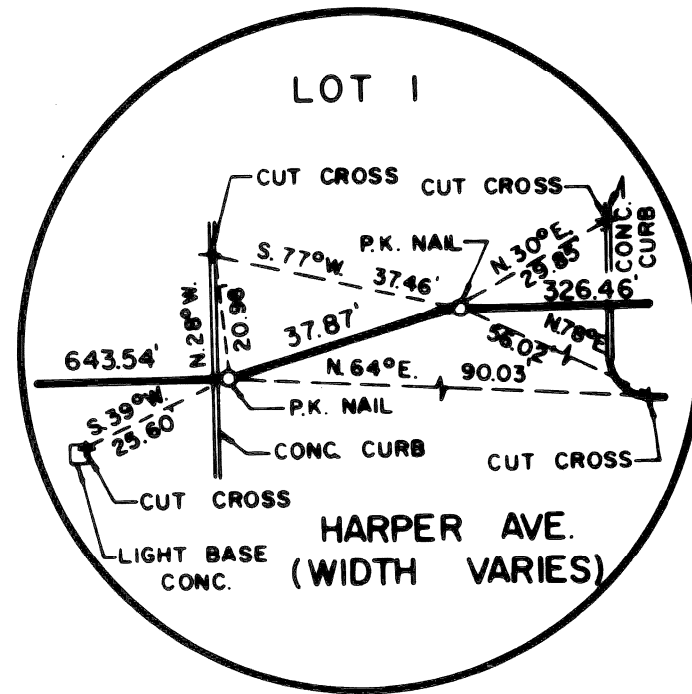 LOT 1
CUT CROSS
CUT CROSS
CONC.
CURB
P.K. NAIL
N. 30°E.
29.85'
S. 77°W.
37.46'
326.46'
N. 28°W.
20.98
37.87'
N.78°E
56.02'
643.54'
N. 64°E.
90.03'
S. 39°W.
25.60'
P.K. NAIL
CONC. CURB
CUT CROSS
CUT CROSS
HARPER AVE.
(WIDTH VARIES)
LIGHT BASE
CONC.